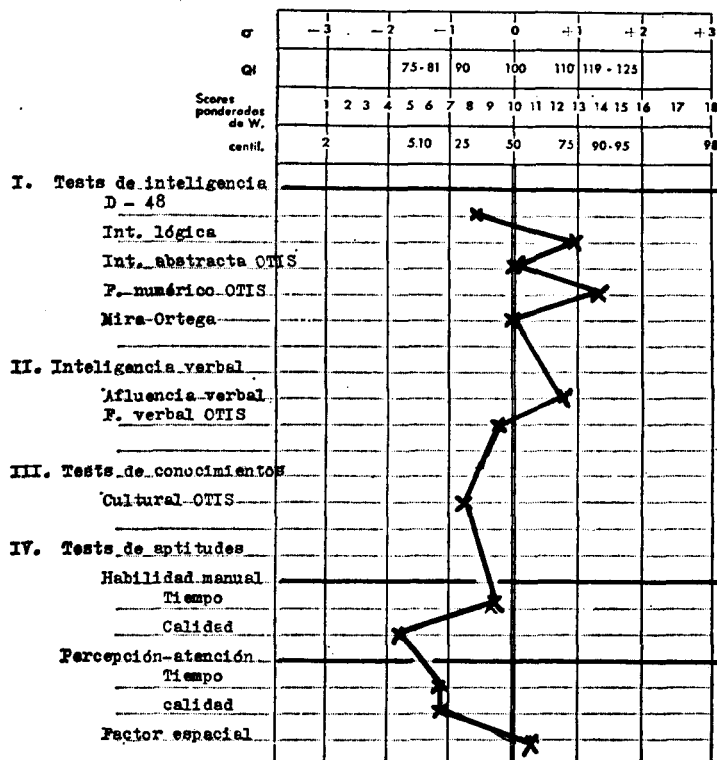 σ −3 −2 −1 0 +1 +2 +3
QI 75-81 90 100 110 119 - 125
Scores ponderados de W. 1 2 3 4 5 6 7 8 9 10 11 12 13 14 15 16 17 18
centil. 2 5.10 25 50 75 90-95 98
I. Tests de inteligencia
D - 48
Int. lógica
Int. abstracta OTIS
F. numérico OTIS
Mira-Ortega
II. Inteligencia verbal
Afluencia verbal
F. verbal OTIS
III. Tests de conocimientos
Cultural OTIS
IV. Tests de aptitudes
Habilidad manual
Tiempo
Calidad
Percepción-atención
Tiempo
calidad
Factor espacial